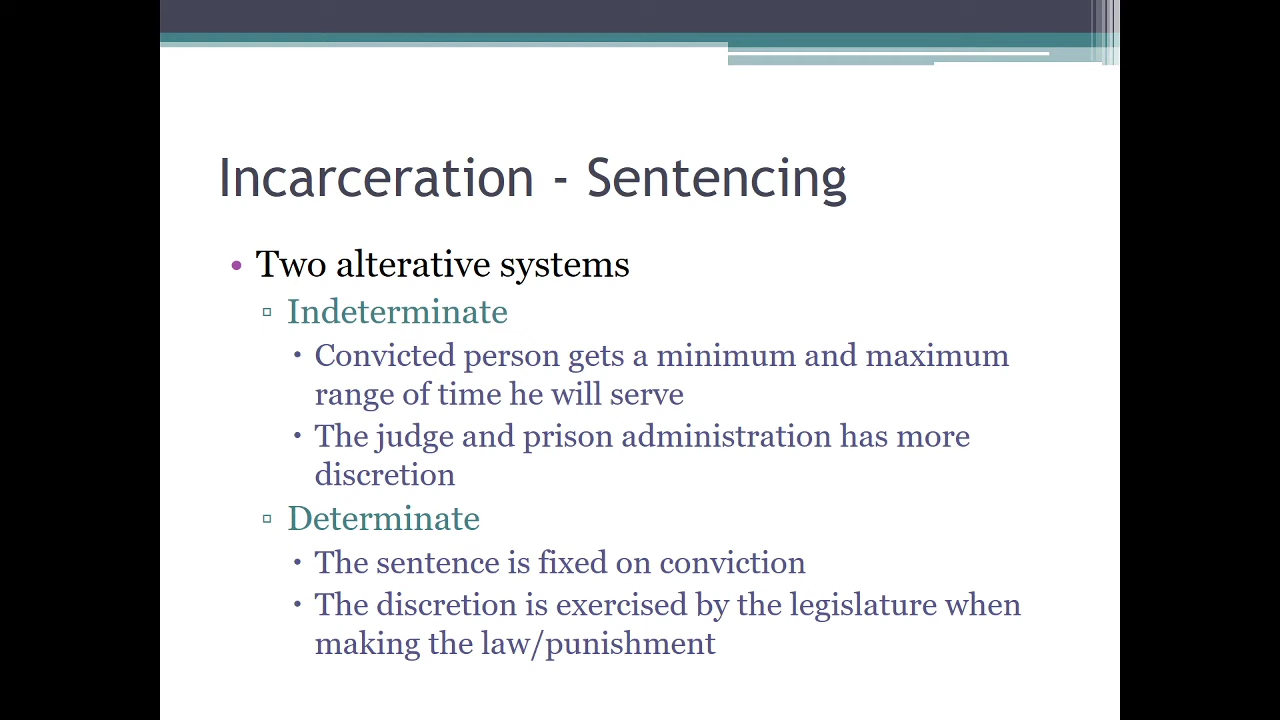 Incarceration - Sentencing
• Two alterative systems
▫ Indeterminate
▪ Convicted person gets a minimum and maximum
range of time he will serve
▪ The judge and prison administration has more
discretion
▫ Determinate
▪ The sentence is fixed on conviction
▪ The discretion is exercised by the legislature when
making the law/punishment